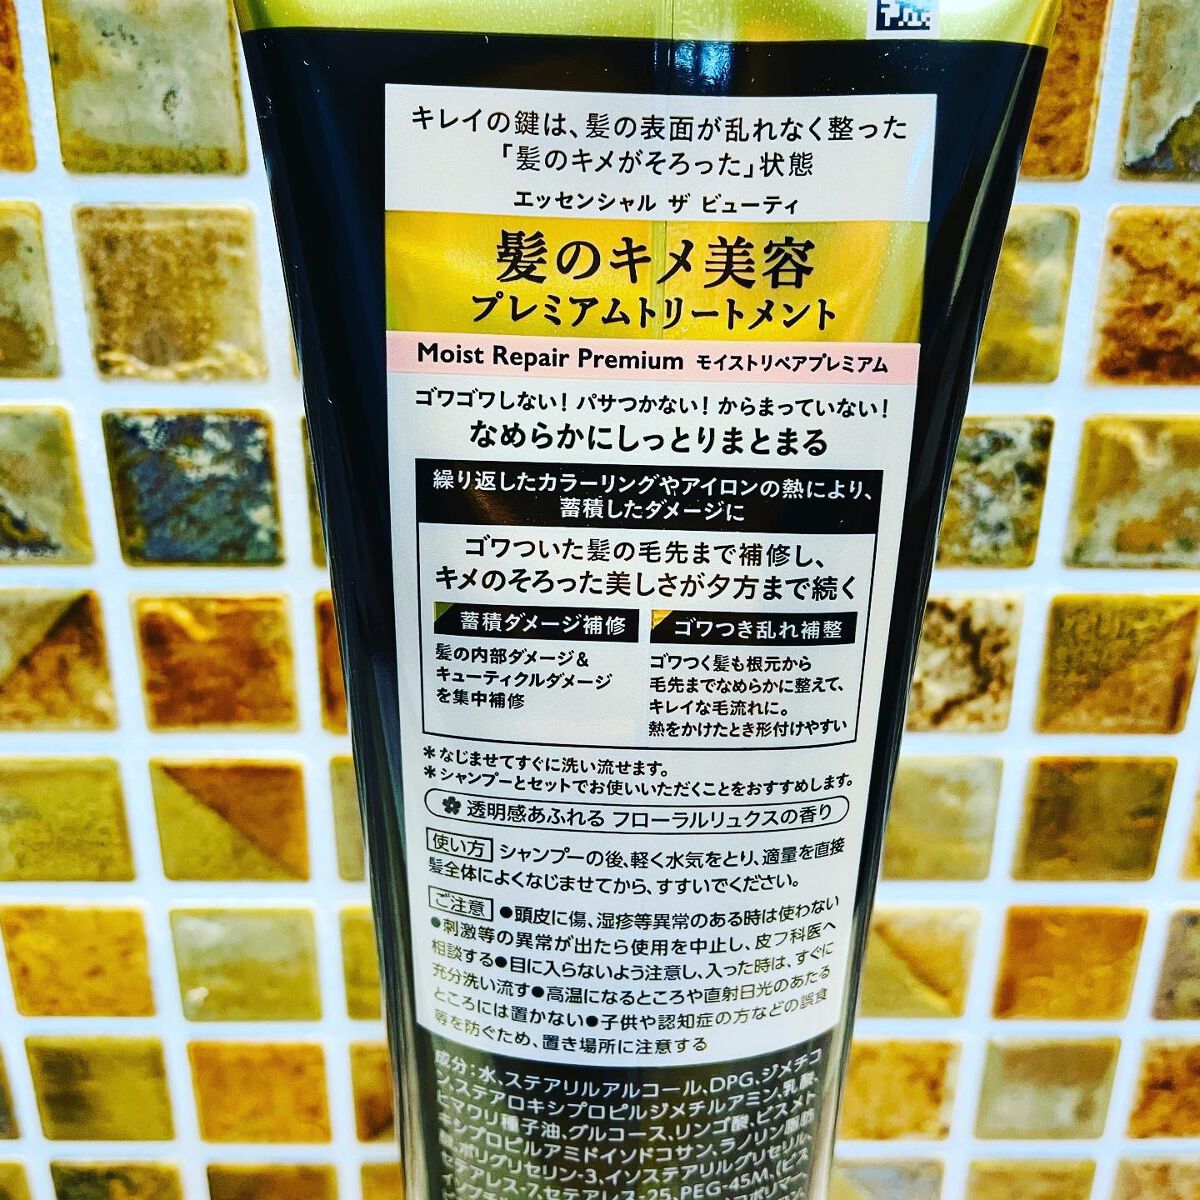 キレイの鍵は、髪の表面が乱れなく整った
「髪のキメがそろった」状態
エッセンシャル ザ ビューティ
髪のキメ美容
プレミアムトリートメント
Moist Repair Premium モイストリペアプレミアム
ゴワゴワしない! パサつかない! からまっていない!
なめらかにしっとりまとまる
繰り返したカラーリングやアイロンの熱により、
蓄積したダメージに
ゴワついた髪の毛先まで補修し、
キメのそろった美しさが夕方まで続く
蓄積ダメージ補修
髪の内部ダメージ&
キューティクルダメージ
を集中補修
ゴワつき乱れ補整
ゴワつく髪も根元から
毛先までなめらかに整えて、
キレイな毛流れに。
熱をかけたとき形付けやすい
*なじませてすぐに洗い流せます。
*シャンプーとセットでお使いいただくことをおすすめします。
透明感あふれる フローラルリュクスの香り
使い方 シャンプーの後、軽く水気をとり、適量を直接
髪全体によくなじませてから、すすいでください。
ご注意 ●頭皮に傷、湿疹等異常のある時は使わない
●刺激等の異常が出たら使用を中止し、皮フ科医へ
相談する●目に入らないよう注意し、入った時は、すぐに
充分洗い流す●高温になるところや直射日光のあたる
ところには置かない●子供や認知症の方などの誤食
等を防ぐため、置き場所に注意する
成分:水、ステアリルアルコール、DPG、ジメチコ
ン、ステアロキシプロピルジメチルアミン、乳酸、
ヒマワリ種子油、グルコース、リンゴ酸、ビスメト
キシプロピルアミドイソドコサン、ラノリン脂肪
酸、ポリグリセリン-3、イソステアリルグリセリル、
セテアレス-7、セテアレス-25、PEG-45M、(ビス